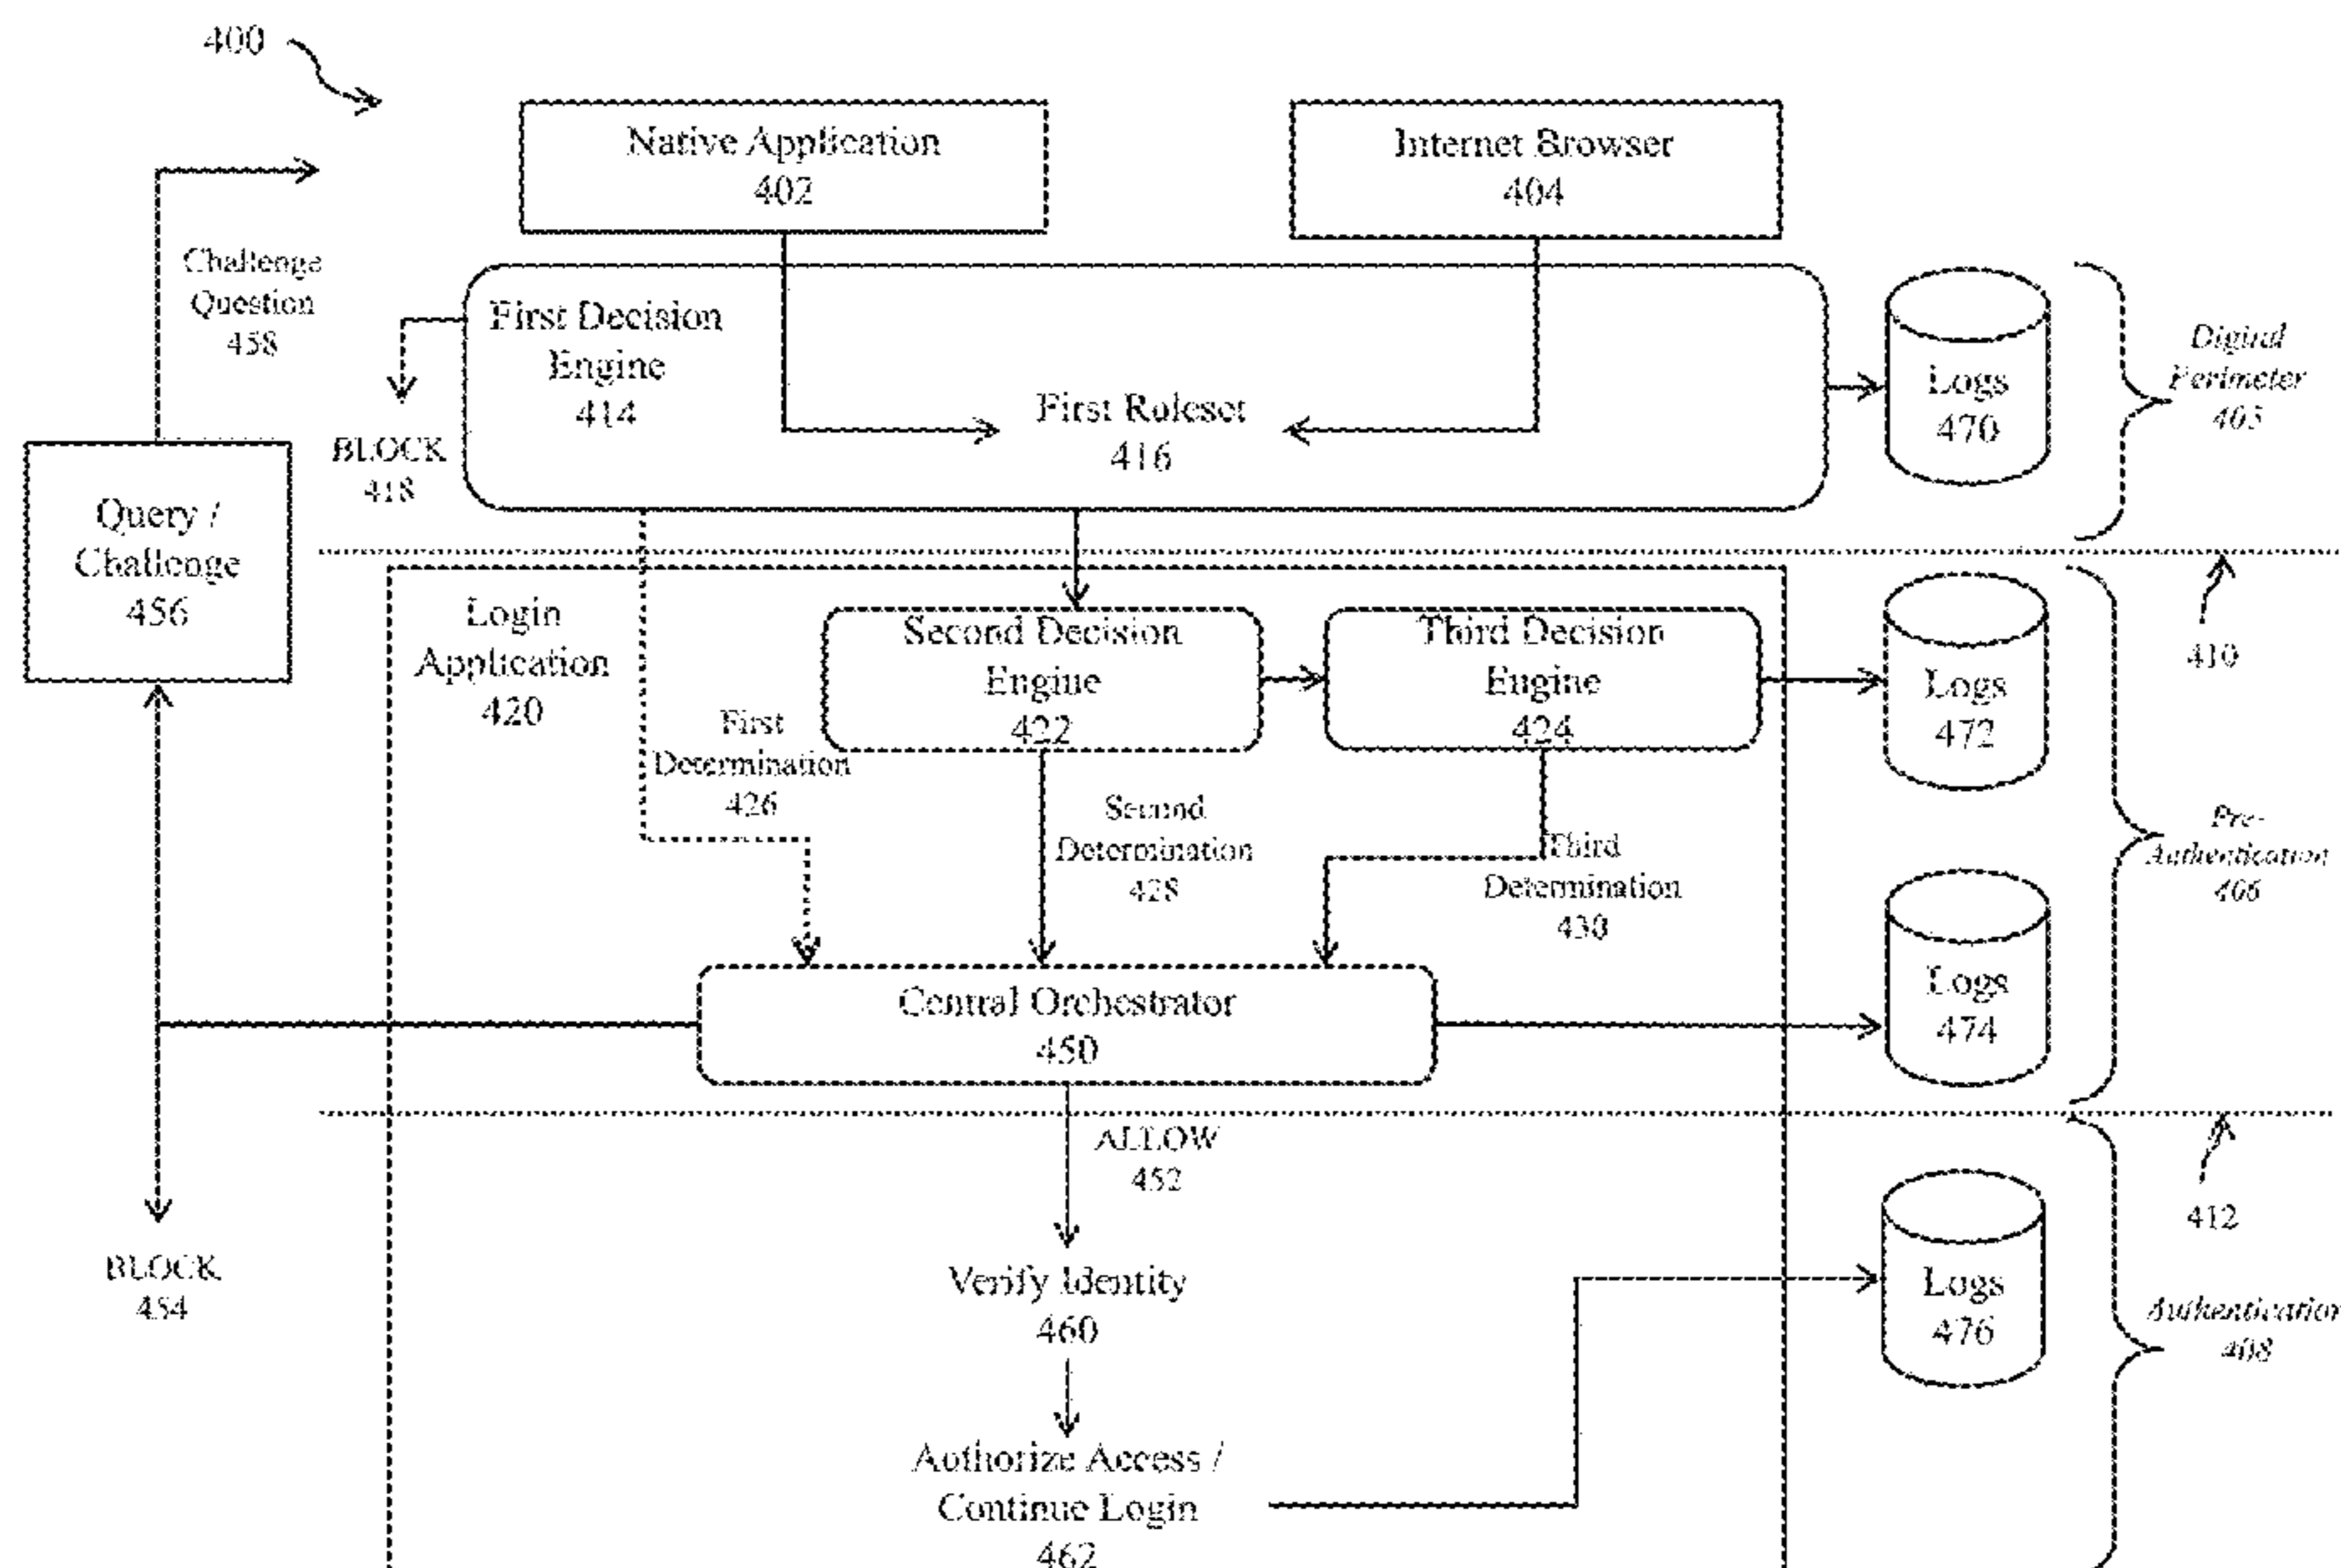 400
Native Application
402
Internet Browser
404
Challenge
Question
458
First Decision
Engine
414
First Ruleset
416
BLOCK
418
Logs
470
Digital
Perimeter
405
Query /
Challenge
456
Login
Application
420
Second Decision
Engine
422
Third Decision
Engine
424
Logs
472
410
First
Determination
426
Second
Determination
428
Third
Determination
430
Pre-
Authentication
406
Central Orchestrator
450
Logs
474
ALLOW
452
412
BLOCK
454
Verify Identity
460
Logs
476
Authentication
408
Authorize Access /
Continue Login
462